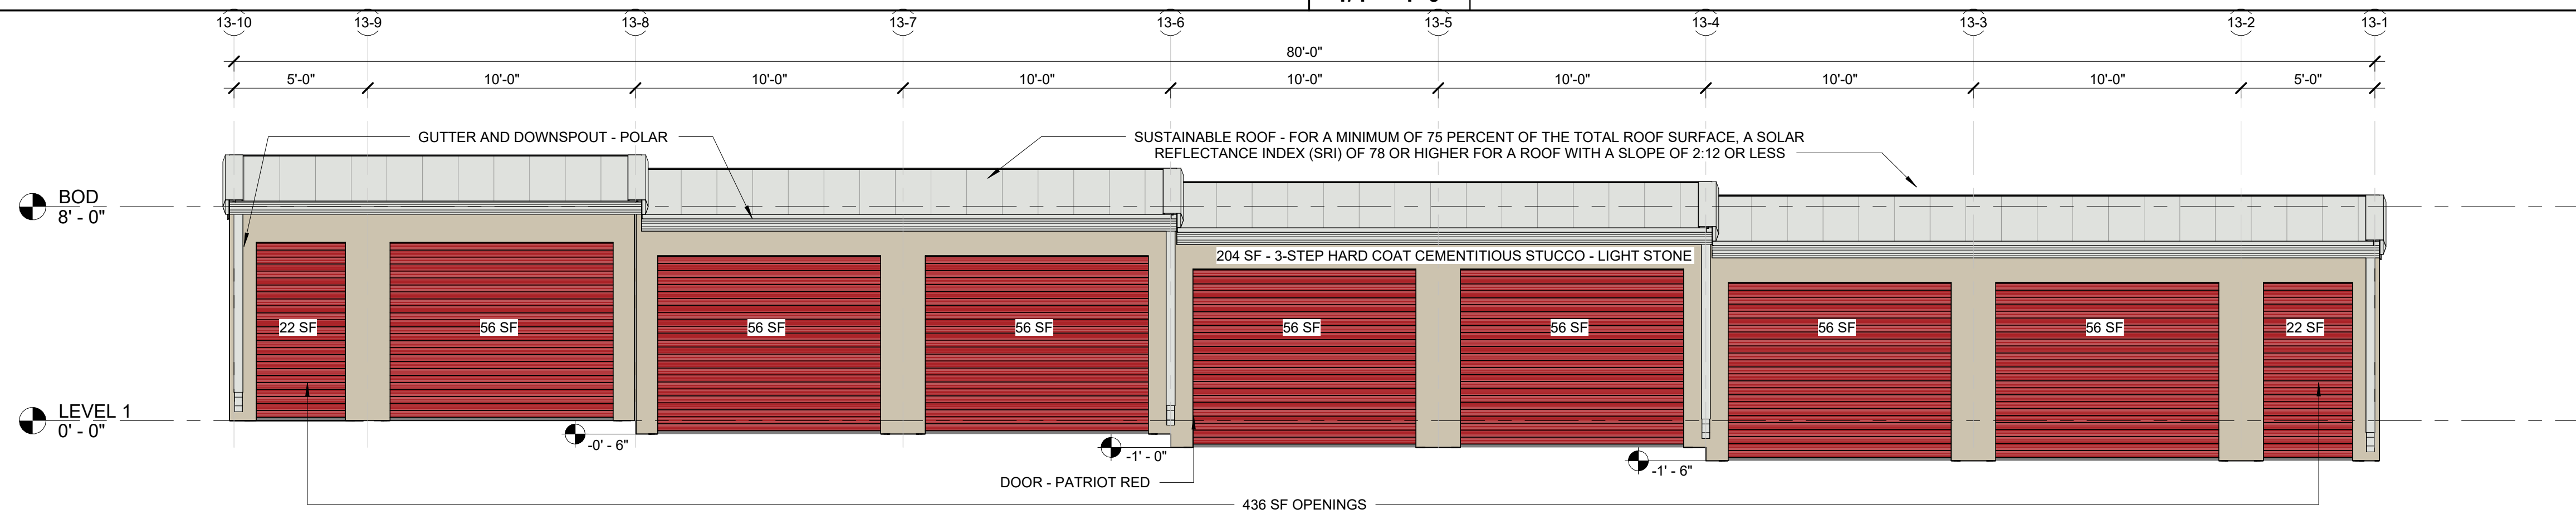 13-10 13-9 13-8 13-7 13-6 13-5 13-4 13-3 13-2 13-1
80'-0"
5'-0" 10'-0" 10'-0" 10'-0" 10'-0" 10'-0" 10'-0" 10'-0" 5'-0"
GUTTER AND DOWNSPOUT - POLAR
SUSTAINABLE ROOF - FOR A MINIMUM OF 75 PERCENT OF THE TOTAL ROOF SURFACE, A SOLAR
REFLECTANCE INDEX (SRI) OF 78 OR HIGHER FOR A ROOF WITH A SLOPE OF 2:12 OR LESS
BOD
8' - 0"
204 SF - 3-STEP HARD COAT CEMENTITIOUS STUCCO - LIGHT STONE
22 SF 56 SF 56 SF 56 SF 56 SF 56 SF 56 SF 56 SF 22 SF
LEVEL 1
0' - 0"
-0' - 6"
-1' - 0"
-1' - 6"
DOOR - PATRIOT RED
436 SF OPENINGS